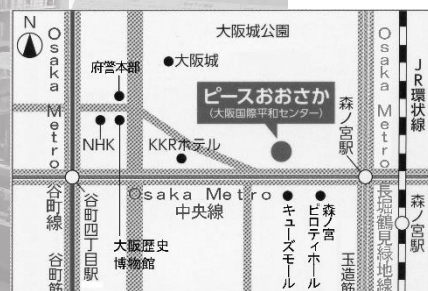 N
大阪城公園
Osaka Metro
大阪城
府警本部
ピースおおさか
(大阪国際平和センター)
Osaka Metro
JR環状線
森ノ宮駅
NHK
KKRホテル
Osaka Metro
中央線
谷町線
谷町四丁目駅
谷町筋
大阪歴史
博物館
キューズモール
森ノ宮
ピロティホール
玉造筋
長堀鶴見緑地線
森ノ宮駅